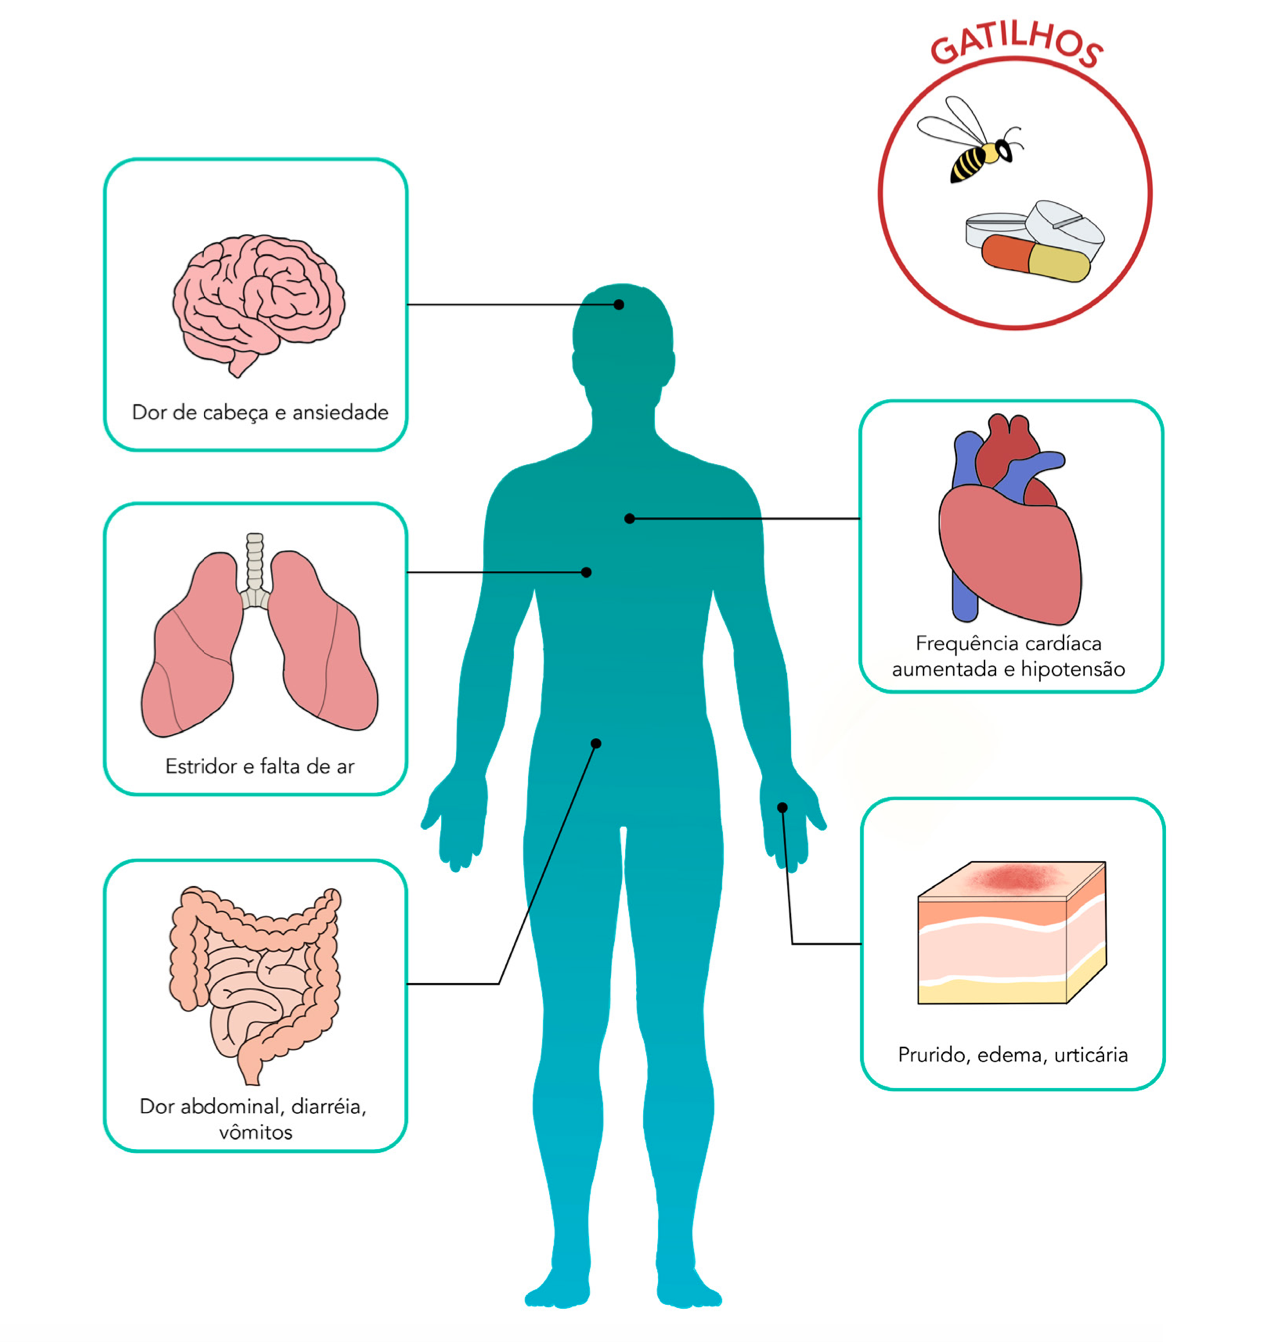 GATILHOS
Dor de cabeça e ansiedade
Frequência cardíaca
aumentada e hipotensão
Estridor e falta de ar
Prurido, edema, urticária
Dor abdominal, diarréia,
vômitos